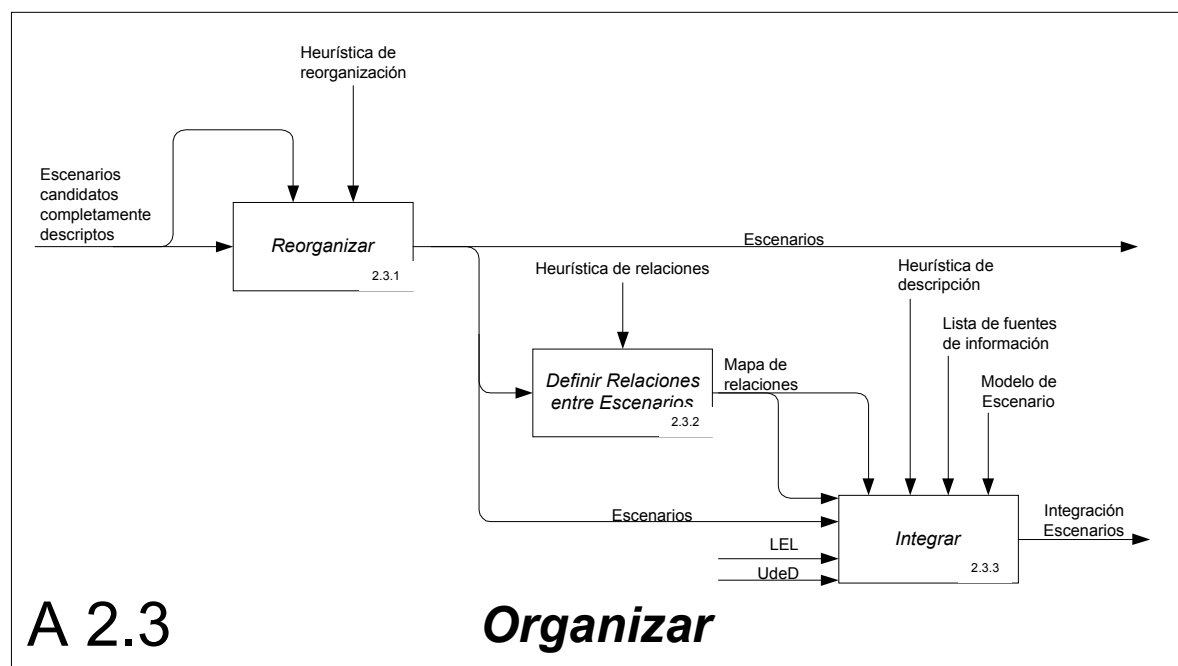 Heurística de
reorganización
Escenarios
candidatos
completamente
descriptos
Reorganizar
2.3.1
Escenarios
Heurística de relaciones
Heurística de
descripción
Lista de fuentes
de información
Modelo de
Escenario
Definir Relaciones
entre Escenarios
2.3.2
Mapa de
relaciones
Escenarios
LEL
UdeD
Integrar
2.3.3
Integración
Escenarios
A 2.3
Organizar